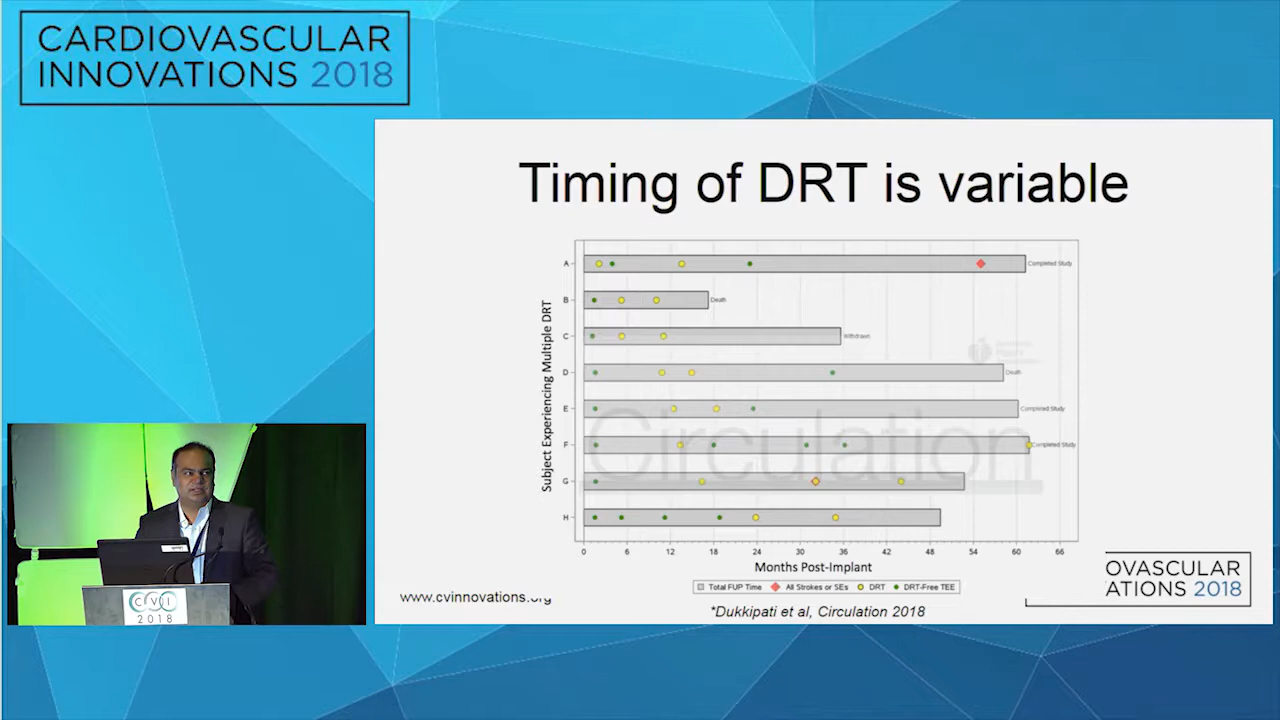 CARDIOVASCULAR
INNOVATIONS 2018
Timing of DRT is variable
Subject Experiencing Multiple DRT
A
Completed Study
B
Death
C
Withdrawn
D
Death
E
Completed Study
F
Completed Study
G
H
Circulation
0 6 12 18 24 30 36 42 48 54 60 66
Months Post-Implant
Total FUP Time All Strokes or SEs DRT DRT-Free TEE
www.cvinnovations.org
*Dukkipati et al, Circulation 2018
OVASCULAR
ATIONS 2018
CVI
2018